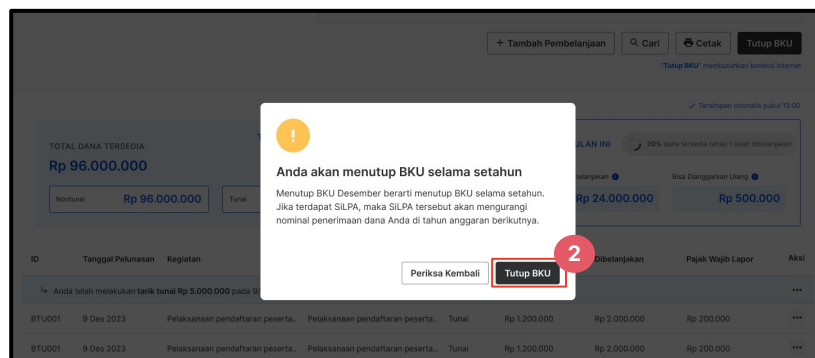 + Tambah Pembelanjaan
Cari
Cetak
Tutup BKU
"Tutup BKU" membutuhkan koneksi internet
Tersimpan otomatis pukul 13:00
TOTAL DANA TERSEDIA
T
ULAN INI
20% dana tersedia tahap 1 telah dibelanjakan
Rp 96.000.000
belanjakan
Bisa Dianggarkan Ulang
Nontunai
Rp 96.000.000
Tunai
Rp 24.000.000
Rp 500.000
!
Anda akan menutup BKU selama setahun
Menutup BKU Desember berarti menutup BKU selama setahun.
Jika terdapat SiLPA, maka SiLPA tersebut akan mengurangi
nominal penerimaan dana Anda di tahun anggaran berikutnya.
Periksa Kembali
Tutup BKU
2
ID
Tanggal Pelunasan
Kegiatan
Dibelanjakan
Pajak Wajib Lapor
Aksi
Anda telah melakukan tarik tunai Rp 5.000.000 pada 9/
BTU001
9 Des 2023
Pelaksanaan pendaftaran peserta..
Pelaksanaan pendaftaran peserta..
Tunai
Rp 1.200.000
Rp 2.000.000
Rp 200.000
BTU001
9 Des 2023
Pelaksanaan pendaftaran peserta..
Pelaksanaan pendaftaran peserta..
Tunai
Rp 1.200.000
Rp 2.000.000
Rp 200.000